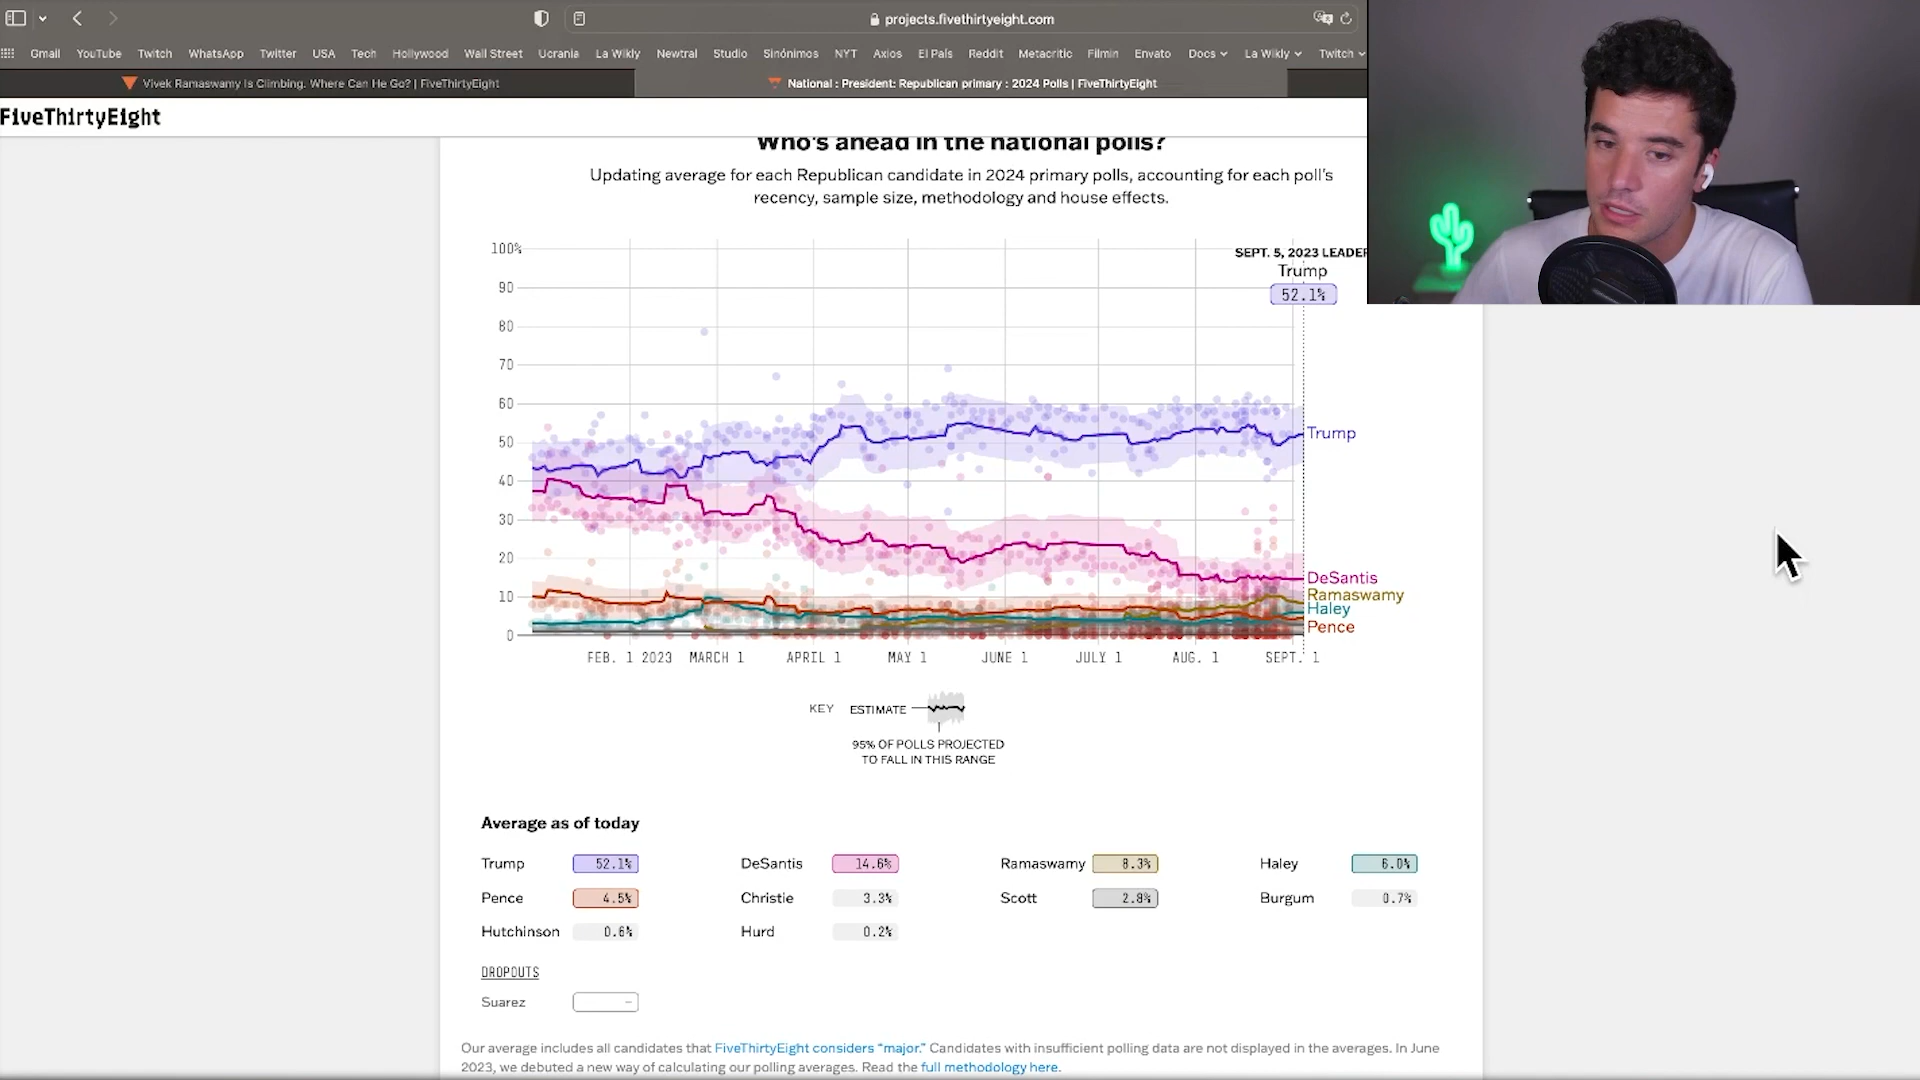 projects.fivethirtyeight.com
Gmail YouTube Twitch WhatsApp Twitter USA Tech Hollywood Wall Street Ucrania La Wikly Newtral Studio Sinónimos NYT Axios El País Reddit Metacritic Filmin Envato Docs La Wikly Twitch
Vivek Ramaswamy Is Climbing. Where Can He Go? | FiveThirtyEight National : President: Republican primary : 2024 Polls | FiveThirtyEight
FiveThirtyEight
Who's ahead in the national polls?
Updating average for each Republican candidate in 2024 primary polls, accounting for each poll's
recency, sample size, methodology and house effects.
100%
SEPT. 5, 2023 LEADER
Trump
52.1%
90
80
70
60
50
40
30
20
10
0
Trump
DeSantis
Ramaswamy
Haley
Pence
FEB. 1 2023 MARCH 1 APRIL 1 MAY 1 JUNE 1 JULY 1 AUG. 1 SEPT. 1
KEY ESTIMATE
95% OF POLLS PROJECTED
TO FALL IN THIS RANGE
Average as of today
Trump 52.1% DeSantis 14.6% Ramaswamy 8.3% Haley 6.0%
Pence 4.5% Christie 3.3% Scott 2.8% Burgum 0.7%
Hutchinson 0.6% Hurd 0.2%
DROPOUTS
Suarez –
Our average includes all candidates that FiveThirtyEight considers “major.” Candidates with insufficient polling data are not displayed in the averages. In June
2023, we debuted a new way of calculating our polling averages. Read the full methodology here.